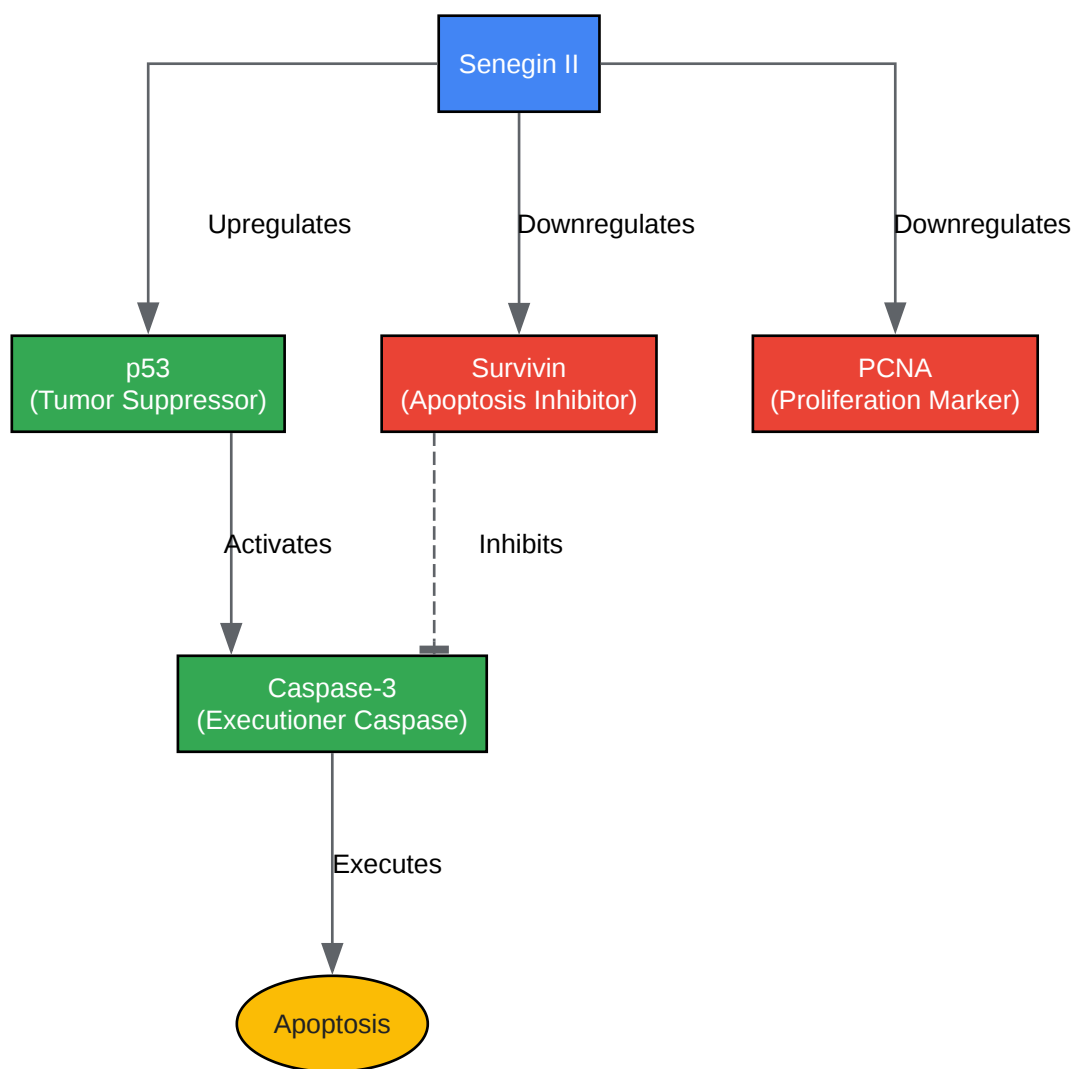 Senegin II
Upregulates
Downregulates
Downregulates
p53
(Tumor Suppressor)
Survivin
(Apoptosis Inhibitor)
PCNA
(Proliferation Marker)
Activates
Inhibits
Caspase-3
(Executioner Caspase)
Executes
Apoptosis